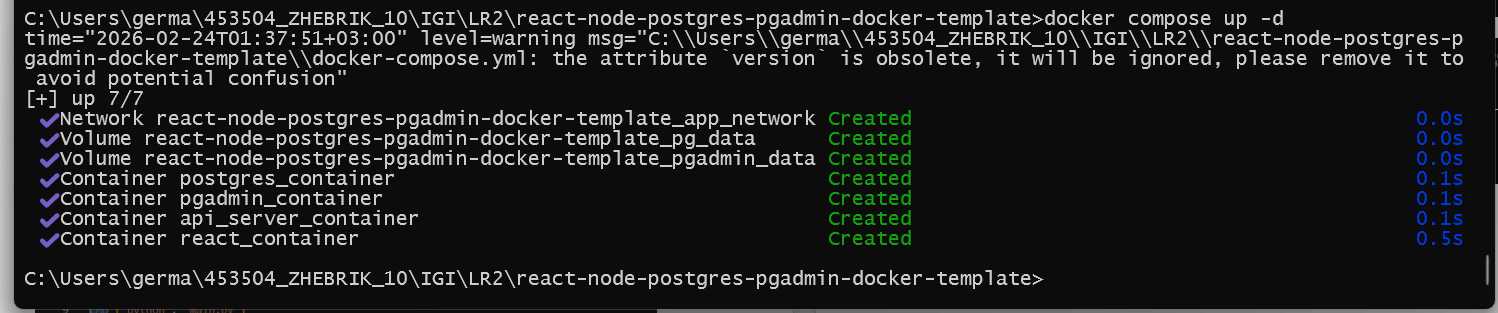 C:\Users\germa\453504_ZHEBRIK_10\IGI\LR2\react-node-postgres-pgadmin-docker-template>docker compose up -d
time="2026-02-24T01:37:51+03:00" level=warning msg="C:\\Users\\germa\\453504_ZHEBRIK_10\\IGI\\LR2\\react-node-postgres-p
gadmin-docker-template\\docker-compose.yml: the attribute `version` is obsolete, it will be ignored, please remove it to
 avoid potential confusion"
[+] up 7/7
✔Network react-node-postgres-pgadmin-docker-template_app_network Created 0.0s
✔Volume react-node-postgres-pgadmin-docker-template_pg_data Created 0.0s
✔Volume react-node-postgres-pgadmin-docker-template_pgadmin_data Created 0.0s
✔Container postgres_container Created 0.1s
✔Container pgadmin_container Created 0.1s
✔Container api_server_container Created 0.1s
✔Container react_container Created 0.5s
C:\Users\germa\453504_ZHEBRIK_10\IGI\LR2\react-node-postgres-pgadmin-docker-template>